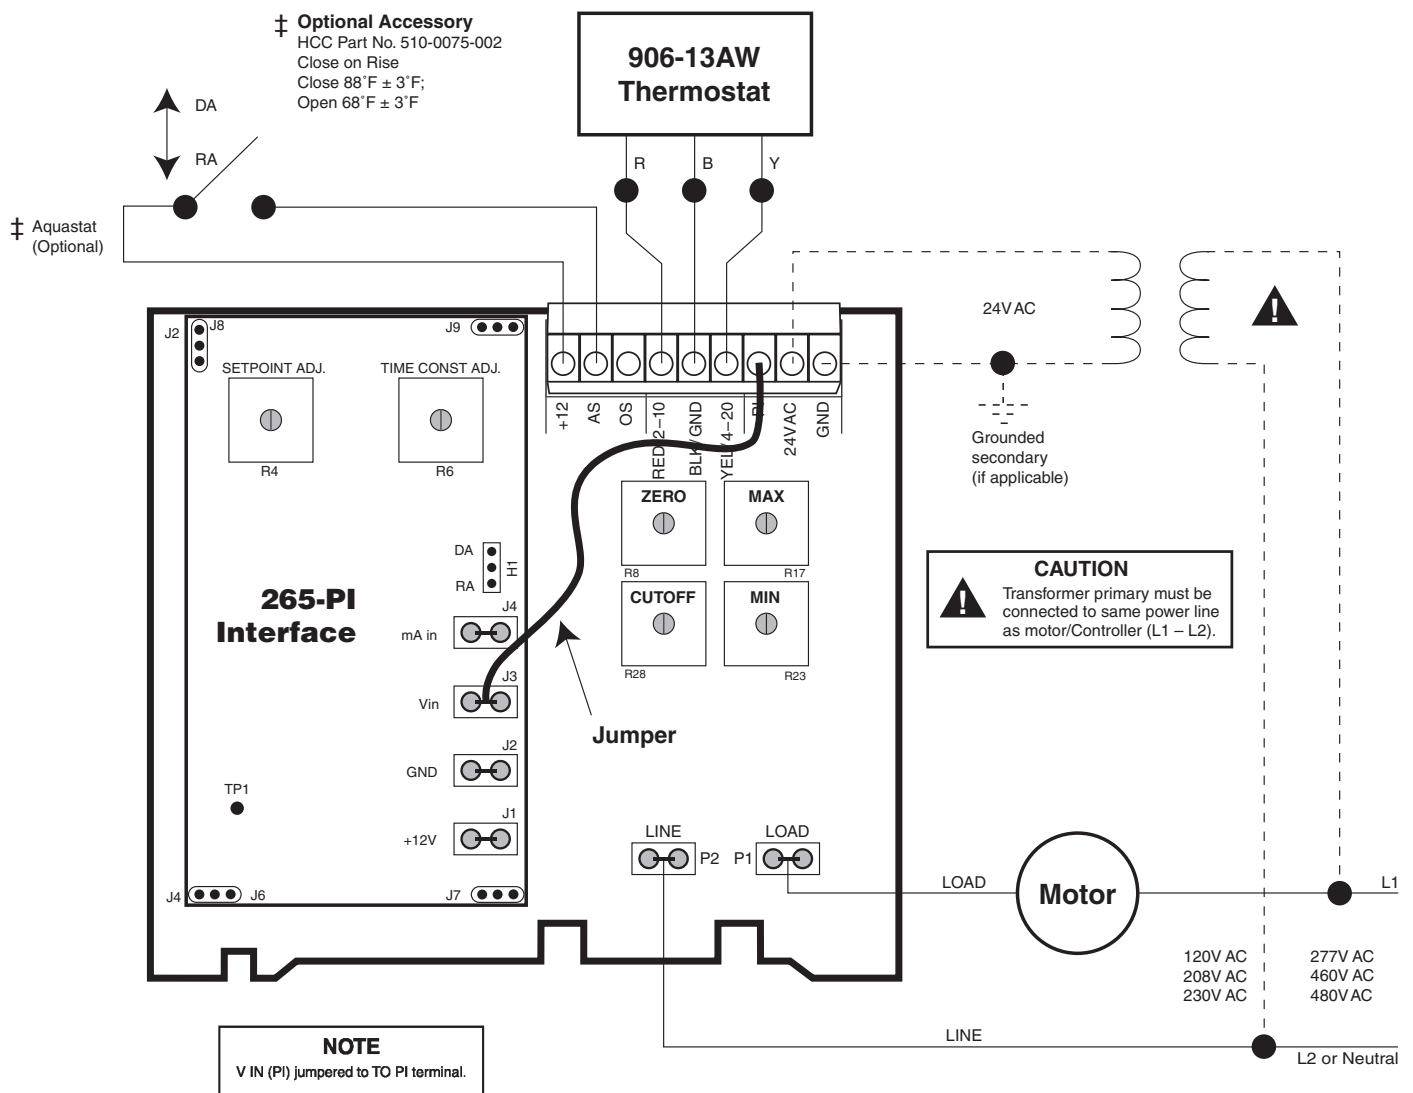 ‡ Optional Accessory
HCC Part No. 510-0075-002
Close on Rise
Close 88˚F ± 3˚F;
Open 68˚F ± 3˚F
906-13AW
Thermostat
DA
RA
R
B
Y
‡ Aquastat
(Optional)
24V AC
Grounded
secondary
(if applicable)
J2
J8
J9
SETPOINT ADJ.
TIME CONST ADJ.
R4
R6
+12
AS
OS
RED/2–10
BLK/GND
YEL/4–20
PI
24VAC
GND
ZERO
MAX
R8
R17
CUTOFF
MIN
R28
R23
DA
RA
H1
265-PI
Interface
J4
mA in
J3
Vin
J2
GND
J1
+12V
TP1
J4
J6
J7
Jumper
CAUTION
Transformer primary must be
connected to same power line
as motor/Controller (L1 – L2).
LINE
P2
LOAD
P1
LOAD
Motor
L1
120V AC
208V AC
230V AC
277V AC
460V AC
480V AC
LINE
L2 or Neutral
NOTE
V IN (PI) jumpered to TO PI terminal.